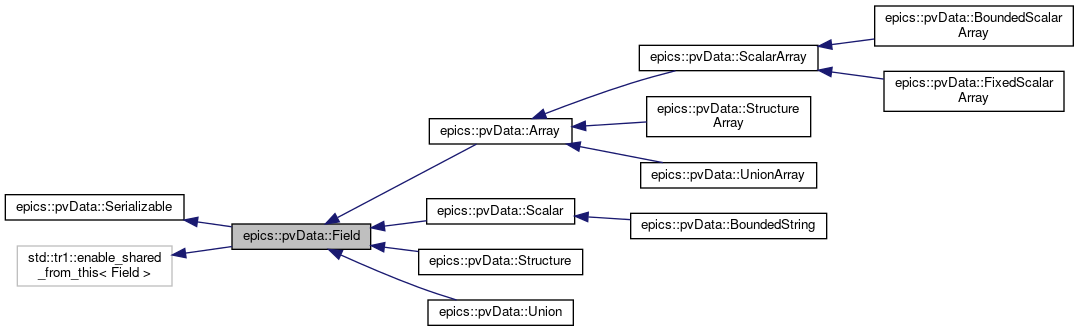 epics::pvData::BoundedScalar
Array
epics::pvData::ScalarArray
epics::pvData::FixedScalar
Array
epics::pvData::Structure
Array
epics::pvData::Array
epics::pvData::UnionArray
epics::pvData::Serializable
epics::pvData::Scalar
epics::pvData::BoundedString
epics::pvData::Field
std::tr1::enable_shared
_from_this< Field >
epics::pvData::Structure
epics::pvData::Union